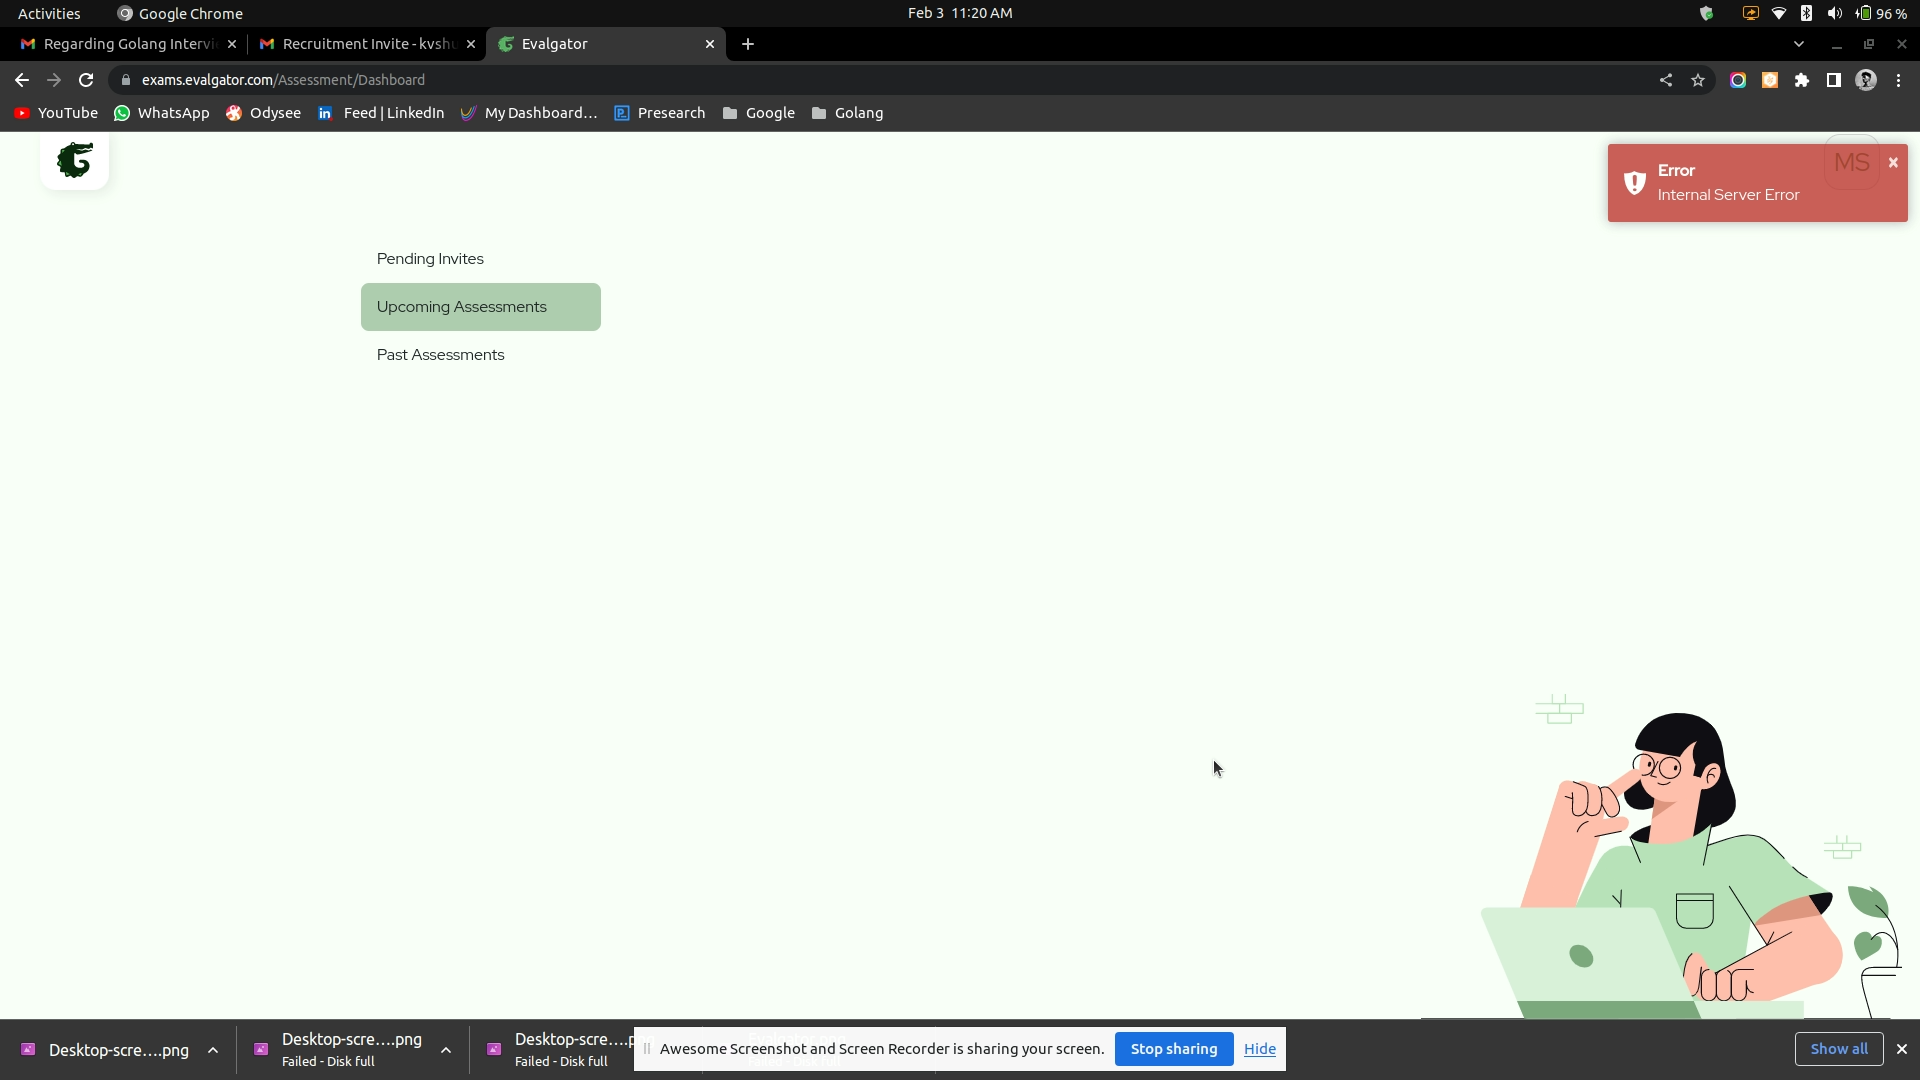 Activities
Google Chrome
Feb 3 11:20 AM
96 %
Regarding Golang Intervi
Recruitment Invite - kvshu
Evalgator
exams.evalgator.com/Assessment/Dashboard
YouTube
WhatsApp
Odysee
Feed | LinkedIn
My Dashboard...
Presearch
Google
Golang
MS
Error
Internal Server Error
Pending Invites
Upcoming Assessments
Past Assessments
Desktop-scre....png
Desktop-scre....png
Failed - Disk full
Desktop-scre....p
Failed - Disk full
Awesome Screenshot and Screen Recorder is sharing your screen.
Stop sharing
Hide
Show all